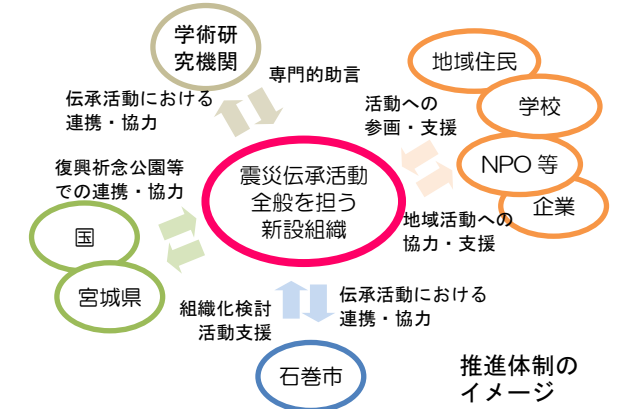 学術研
究機関
専門的助言
伝承活動における
連携・協力
地域住民
学校
NPO 等
企業
活動への
参画・支援
復興祈念公園等
での連携・協力
震災伝承活動
全般を担う
新設組織
地域活動への
協力・支援
国
宮城県
組織化検討
活動支援
伝承活動における
連携・協力
石巻市
推進体制の
イメージ